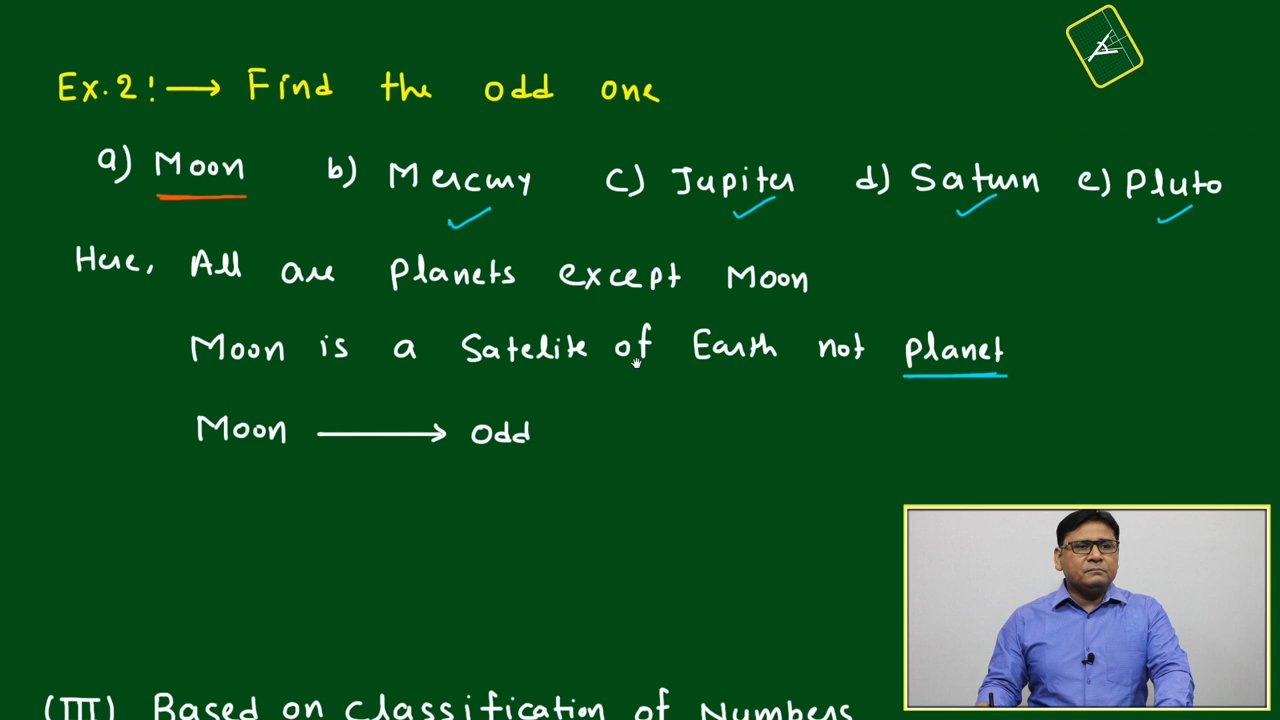 Ex.2!→ Find the odd one
a) Moon b) Mercury c) Jupiter d) Saturn e) Pluto
Here, All are planets except Moon
Moon is a Satelite of Earth not planet
Moon → odd
(III) Based on Classification of Numbers